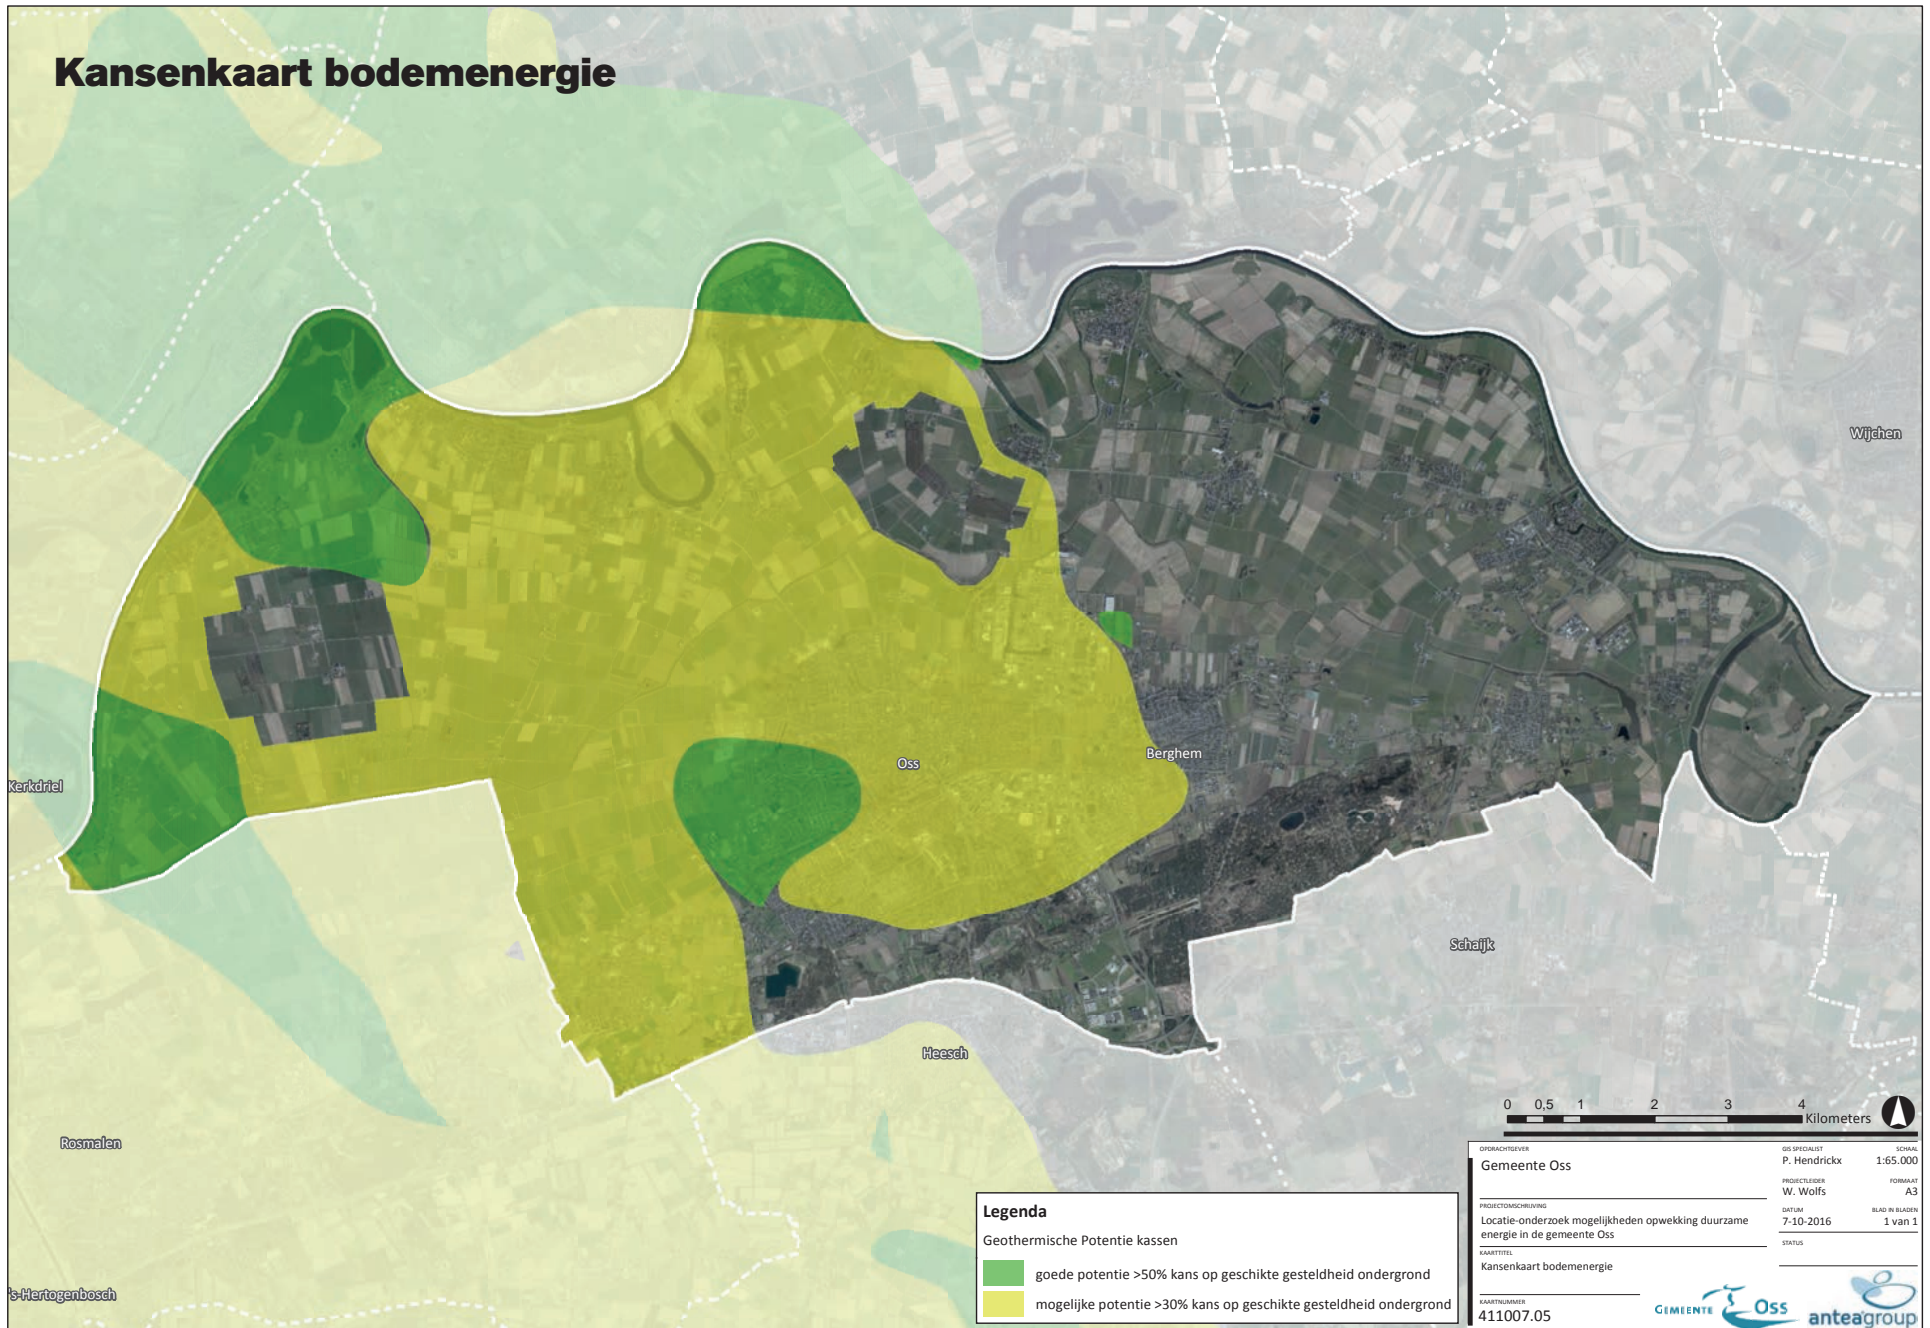 Kansenkaart bodemenergie
Wijchen
Kerkdriel
Oss
Berghem
Schaijk
Heesch
Rosmalen
's-Hertogenbosch
0 0,5 1 2 3 4
Kilometers
Legenda
Geothermische Potentie kassen
goede potentie >50% kans op geschikte gesteldheid ondergrond
mogelijke potentie >30% kans op geschikte gesteldheid ondergrond
OPDRACHTGEVER
Gemeente Oss
PROJECTOMSCHRIJVING
Locatie-onderzoek mogelijkheden opwekking duurzame
energie in de gemeente Oss
KAARTTITEL
Kansenkaart bodemenergie
KAARTNUMMER
411007.05
GIS SPECIALIST SCHAAL
P. Hendrickx 1:65.000
PROJECTLEIDER FORMAAT
W. Wolfs A3
DATUM BLAD IN BLADEN
7-10-2016 1 van 1
STATUS
GEMEENTE OSS
anteagroup